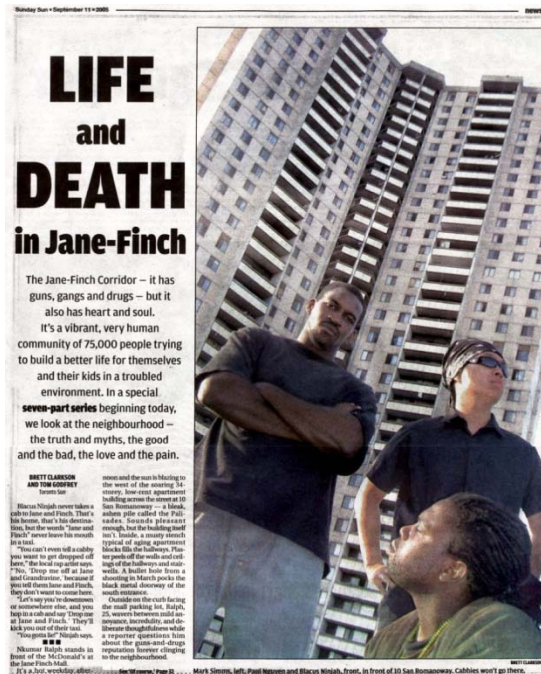 Sunday Sun • September 11 • 2005
news
LIFE
and
DEATH
in Jane-Finch
The Jane-Finch Corridor — it has
guns, gangs and drugs — but it
also has heart and soul.
It's a vibrant, very human
community of 75,000 people trying
to build a better life for themselves
and their kids in a troubled
environment. In a special
seven-part series beginning today,
we look at the neighbourhood —
the truth and myths, the good
and the bad, the love and the pain.
BRETT CLARKSON
AND TOM GODFREY
Toronto Sun
Blacus Ninjah never takes a
cab to Jane and Finch. That's
his home, that's his destina-
tion, but the words "Jane and
Finch" never leave his mouth
in a taxi.
"You can't even tell a cabby
you want to get dropped off
here," the local rap artist says.
"'No, 'Drop me off at Jane
and Grandravine,' because if
you tell them Jane and Finch,
they don't want to come here.
"Let's say you're downtown
or somewhere else, and you
hop in a cab and say 'Drop me
at Jane and Finch.' They'll
kick you out of their taxi.
"You gotta lie!" Ninjah says.
■■■
Nkumar Ralph stands in
front of the McDonald's at
the Jane Finch Mall.
It's a hot, weekday, after-
noon and the sun is blazing to
the west of the soaring 34-
storey, low-cent apartment
building across the street at 10
San Romanoway — a bleak,
ashen pile called the Pali-
sades. Sounds pleasant
enough, but the building itself
isn't. Inside, a musty stench
typical of aging apartment
blocks fills the hallways. Plas-
ter peels off the walls and ceil-
ings of the hallways and stair-
wells. A bullet hole from a
shooting in March pocks the
black metal doorway of the
south entrance.
Outside on the curb facing
the mall parking lot, Ralph,
25, wavers between mild an-
noyance, incredulity, and de-
liberate thoughtfulness while
a reporter questions him
about the guns-and-drugs
reputation forever clinging
to the neighbourhood.
See 'Of course,' Page 52
BRETT CLARKSON
Mark Simms, left, Paul Nguyen and Blacus Ninjah, front, in front of 10 San Romanoway. Cabbies won't go there.